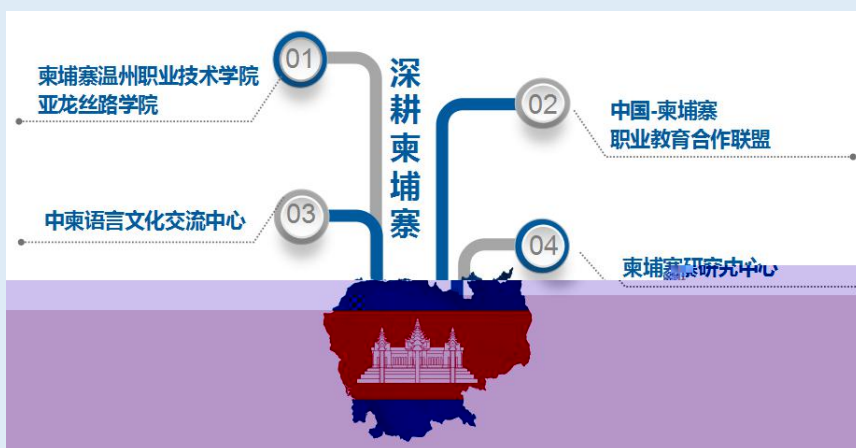 深耕柬埔寨
01
柬埔寨温州职业技术学院
亚龙丝路学院
02
中国-柬埔寨
职业教育合作联盟
03
中柬语言文化交流中心
04
柬埔寨研究中心